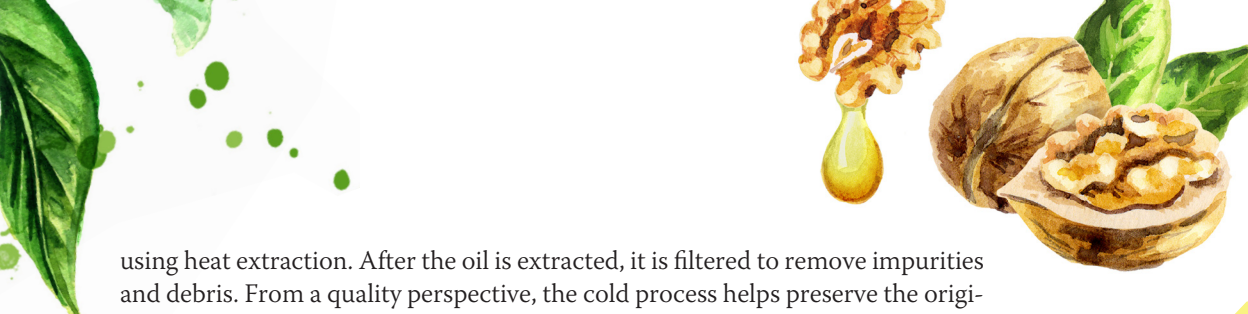 using heat extraction. After the oil is extracted, it is filtered to remove impurities
and debris. From a quality perspective, the cold process helps preserve the origi-